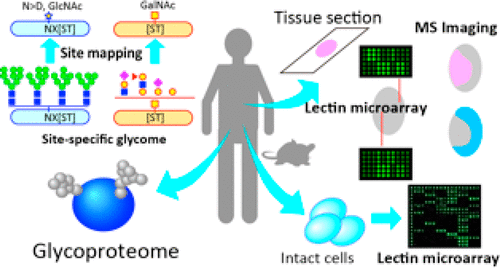 N>D, GlcNAc
GalNAc
NX[ST]
[ST]
Site mapping
NX[ST]
[ST]
Site-specific glycome
Glycoproteome
Tissue section
MS Imaging
Lectin microarray
Intact cells
Lectin microarray